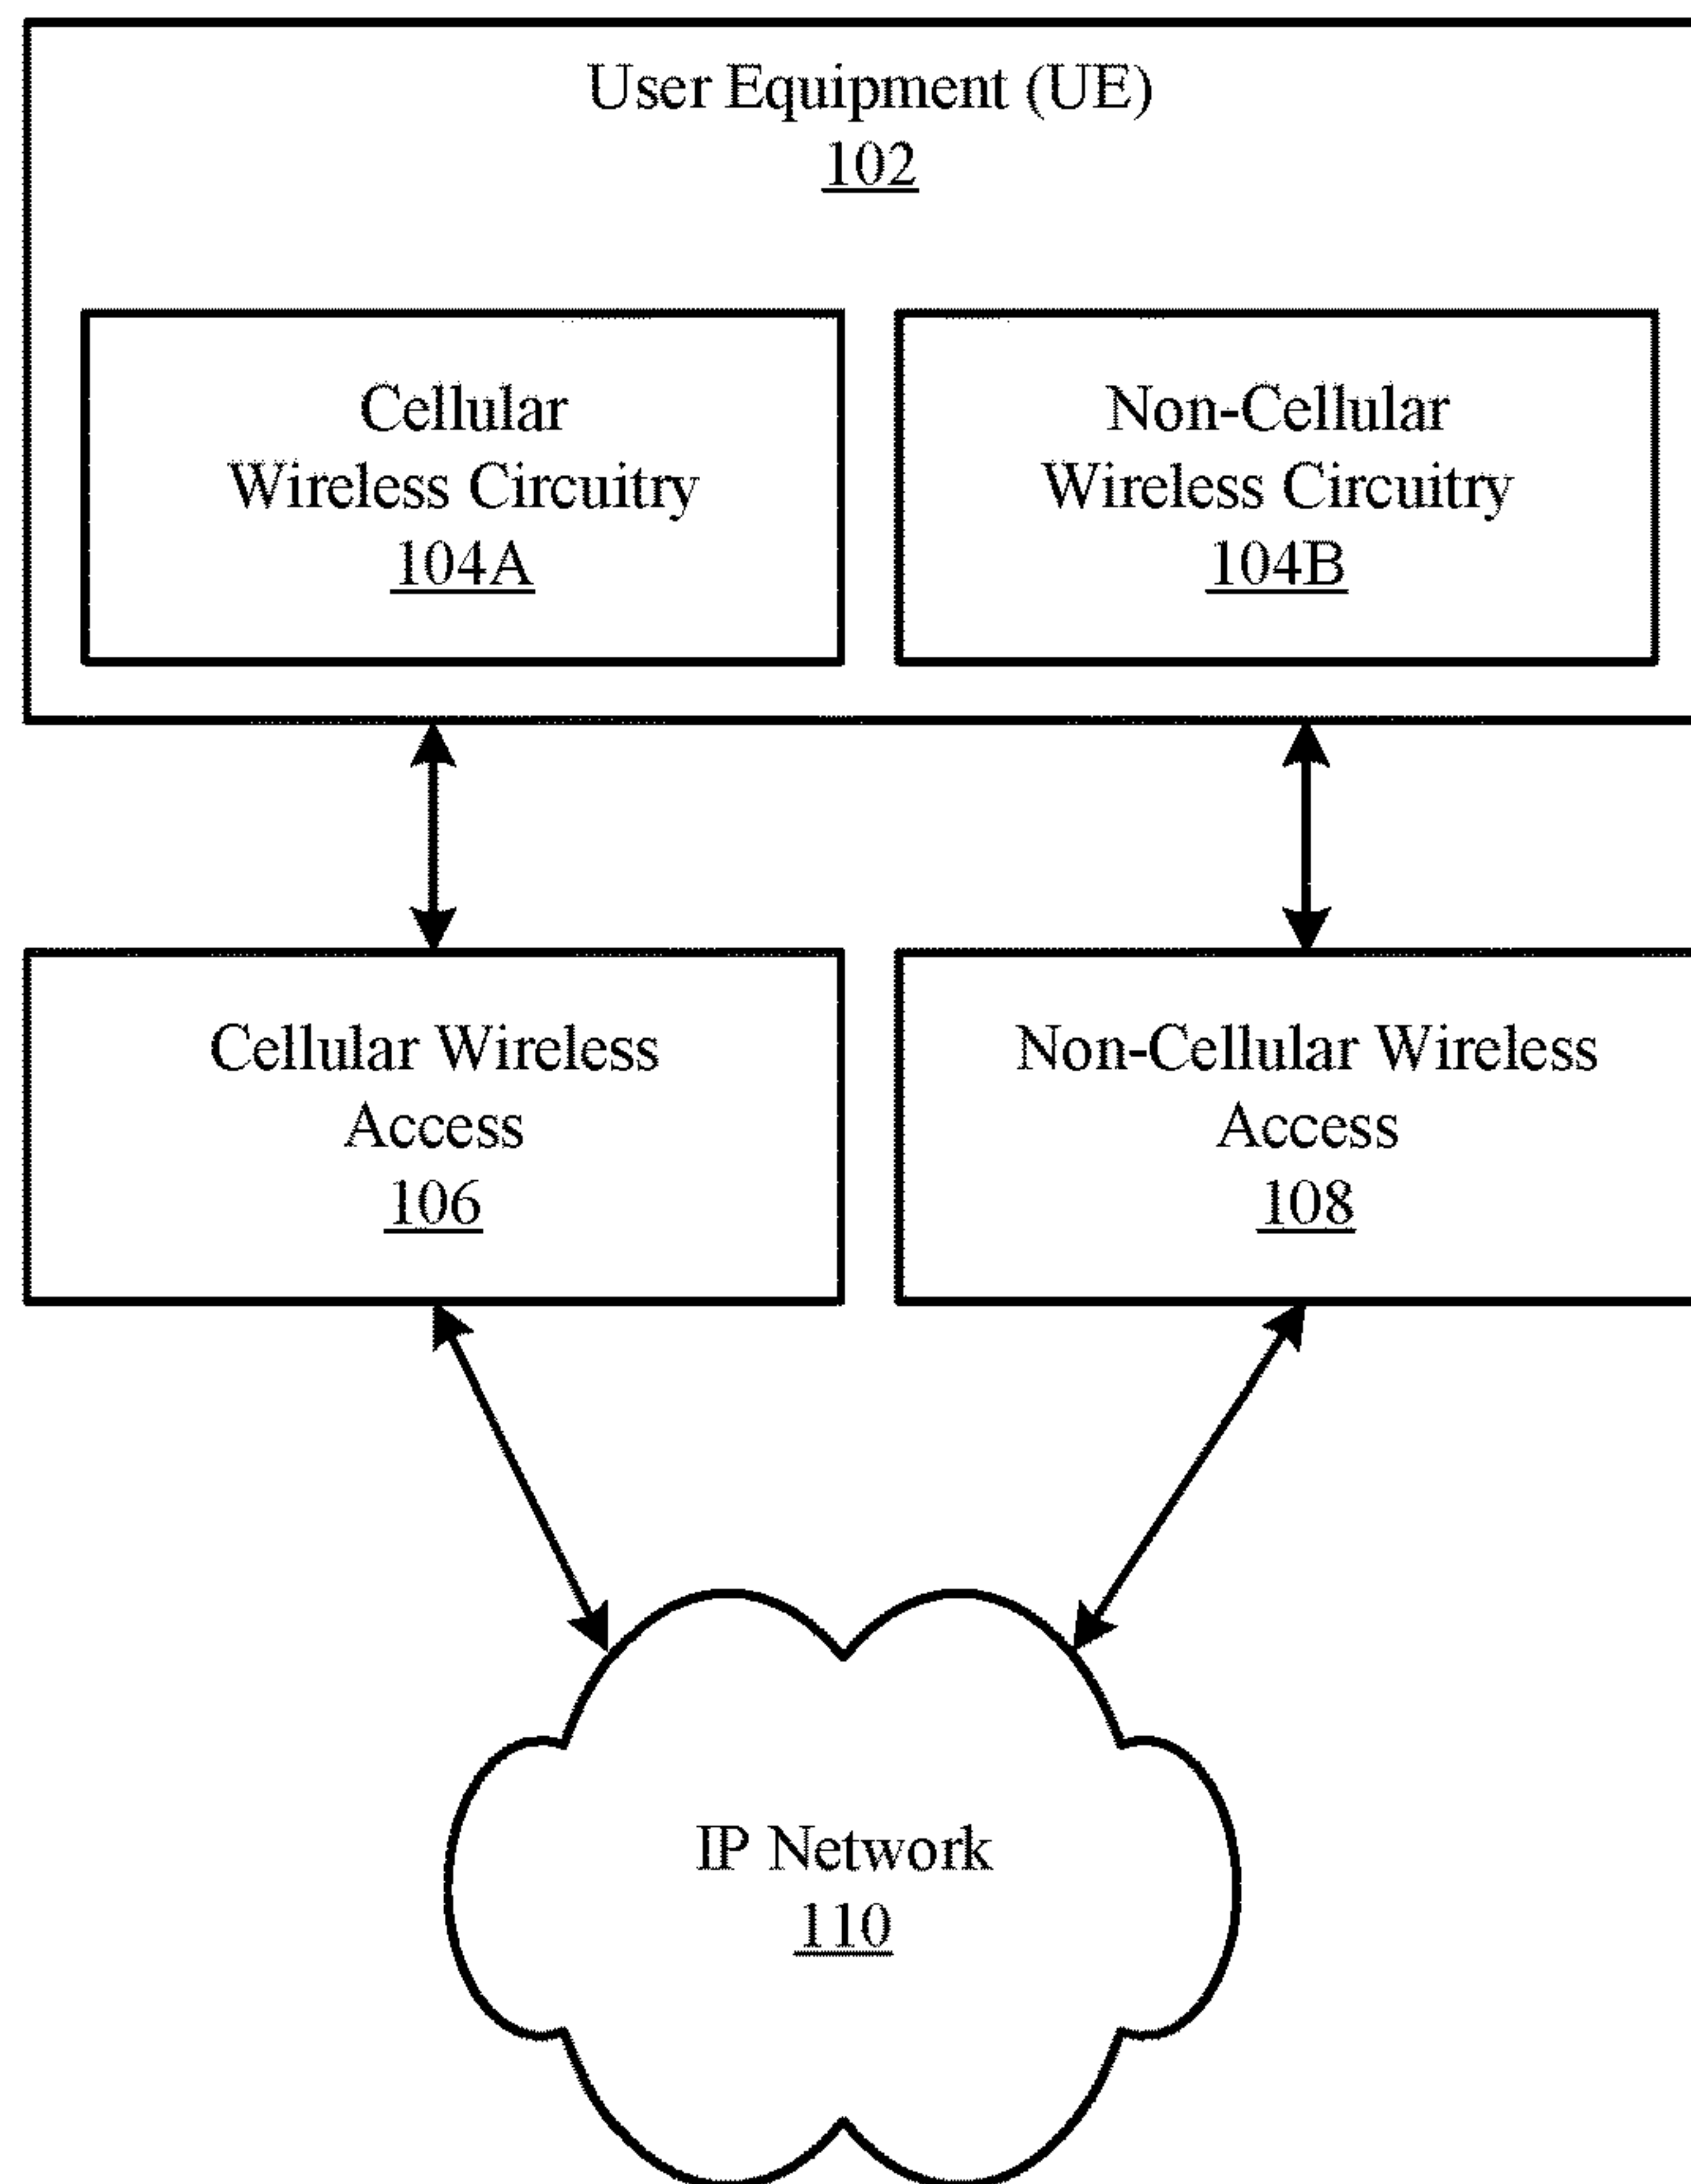 User Equipment (UE)
102
Cellular
Wireless Circuitry
104A
Non-Cellular
Wireless Circuitry
104B
Cellular Wireless
Access
106
Non-Cellular Wireless
Access
108
IP Network
110